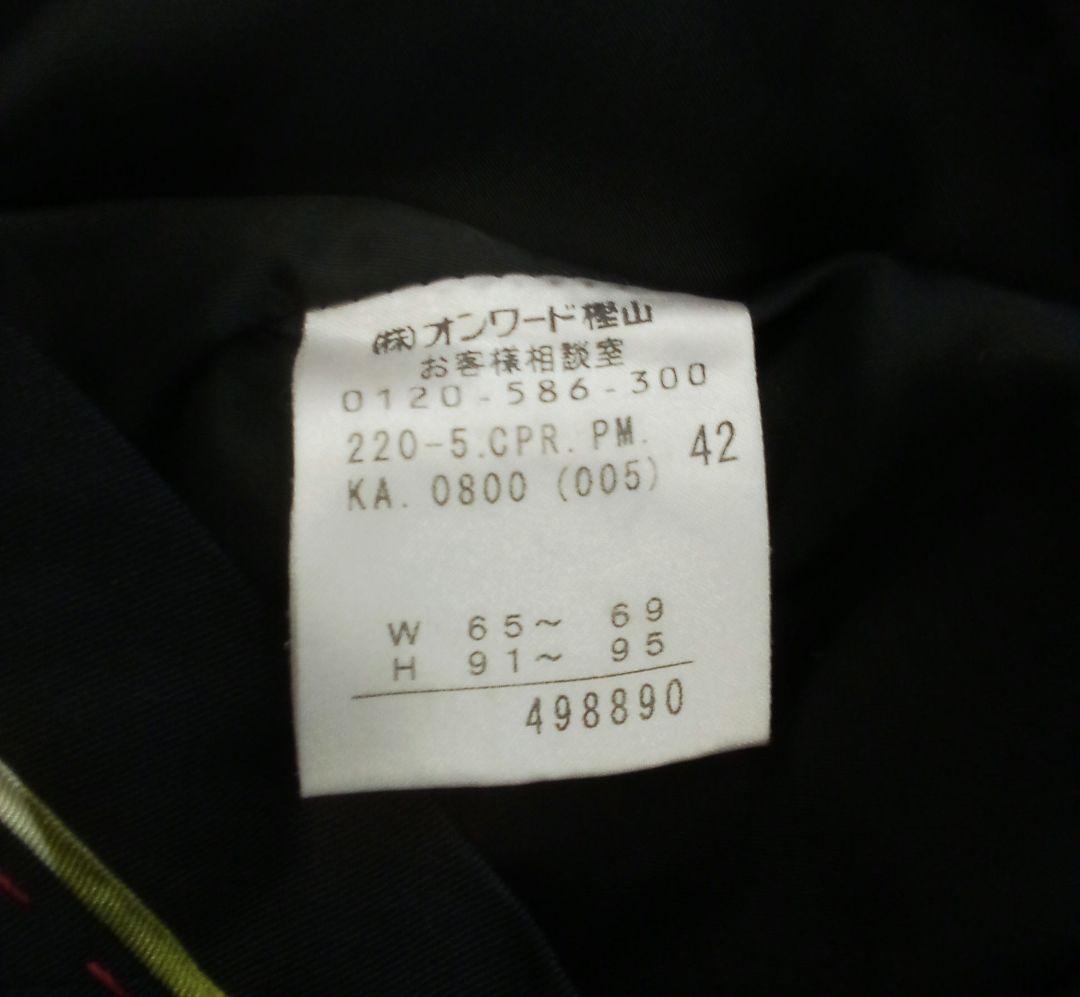 (株)オンワード樫山
お客様相談室
0120-586-300
220-5.CPR. PM. 42
KA. 0800 (005)
W 65~ 69
H 91~ 95
498890